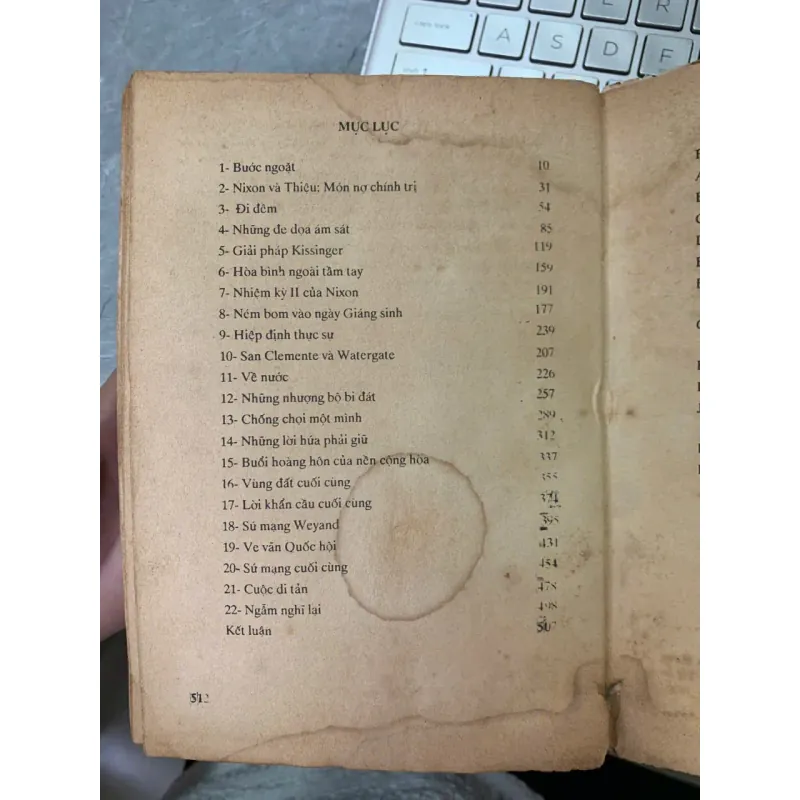 A
S
D
F
R
MỤC LỤC
1- Bước ngoặt 10
2- Nixon và Thiệu: Món nợ chính trị 31
3- Đi đêm 54
4- Những đe dọa ám sát 85
5- Giải pháp Kissinger 119
6- Hòa bình ngoài tầm tay 159
7- Nhiệm kỳ II của Nixon 191
8- Ném bom vào ngày Giáng sinh 177
9- Hiệp định thực sự 239
10- San Clemente và Watergate 207
11- Về nước 226
12- Những nhượng bộ bi đát 257
13- Chống chọi một mình 289
14- Những lời hứa phải giữ 312
15- Buổi hoàng hôn của nền cộng hòa 337
16- Vùng đất cuối cùng 355
17- Lời khẩn cầu cuối cùng
18- Sứ mạng Weyand 395
19- Ve vãn Quốc hội 431
20- Sứ mạng cuối cùng 454
21- Cuộc di tản 478
22- Ngẫm nghĩ lại 498
Kết luận 507
512